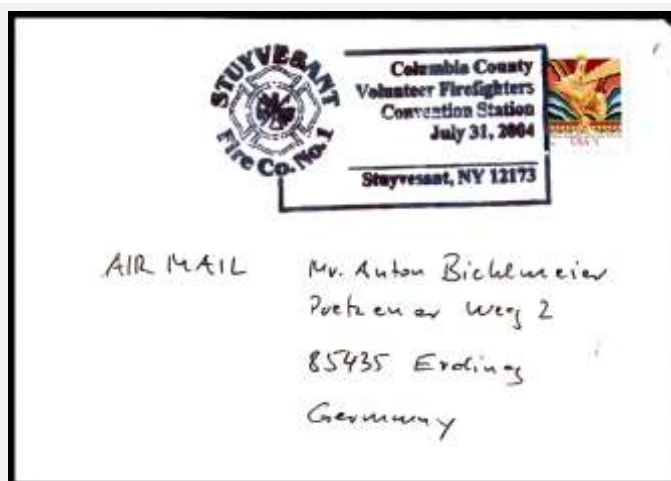 STUYVESANT
Fire Co. No. 1
Columbia County
Volunteer Firefighters
Convention Station
July 31, 2004
Stuyvesant, NY 12173
AIR MAIL
Mr. Anton Bichlmeier
Weg 2
85435 Erding
Germany